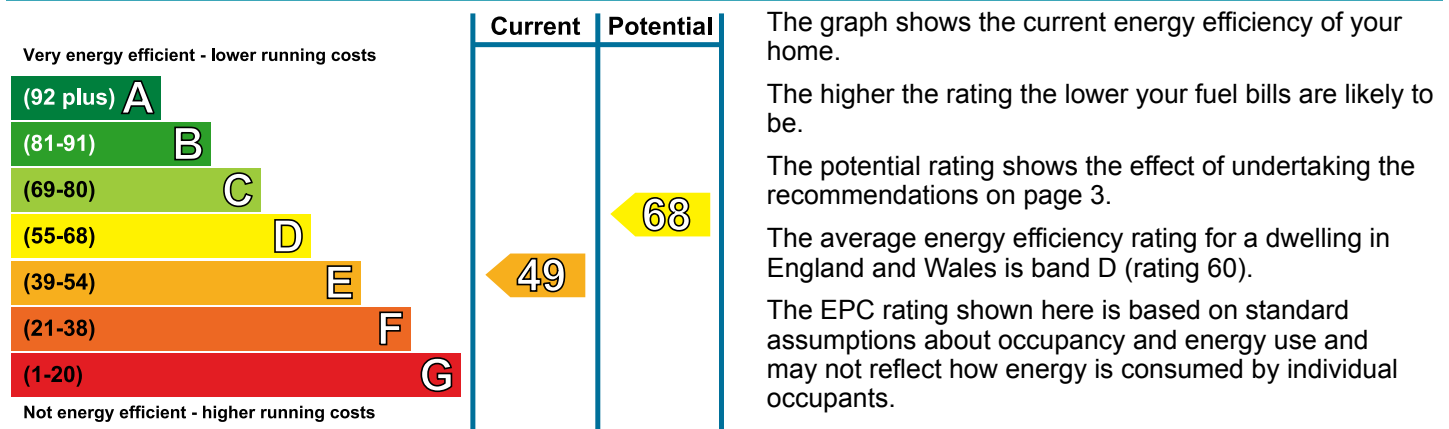 Current Potential
Very energy efficient - lower running costs
(92 plus) A
(81-91) B
(69-80) C
(55-68) D
(39-54) E
(21-38) F
(1-20) G
Not energy efficient - higher running costs
49
68
The graph shows the current energy efficiency of your
home.
The higher the rating the lower your fuel bills are likely to
be.
The potential rating shows the effect of undertaking the
recommendations on page 3.
The average energy efficiency rating for a dwelling in
England and Wales is band D (rating 60).
The EPC rating shown here is based on standard
assumptions about occupancy and energy use and
may not reflect how energy is consumed by individual
occupants.